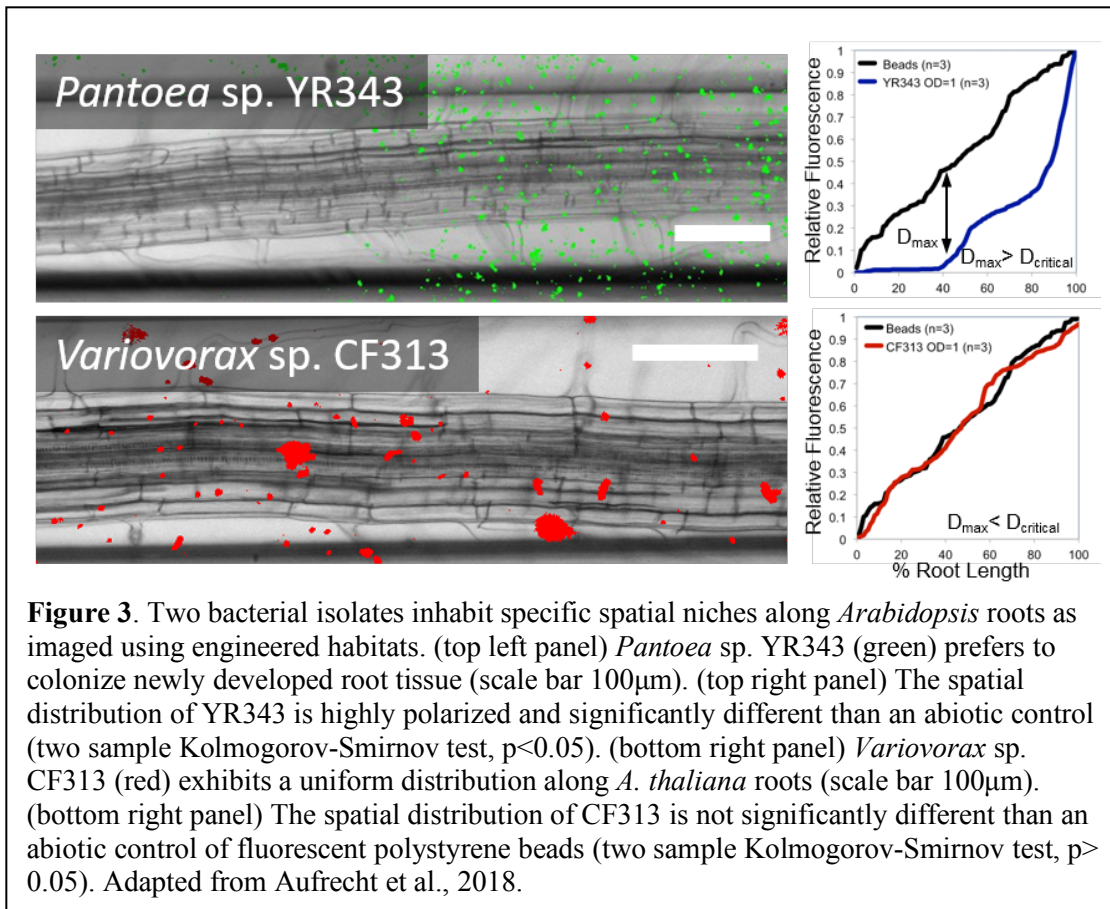 Pantoea sp. YR343
Relative Fluorescence
1
0.9
0.8
0.7
0.6
0.5
0.4
0.3
0.2
0.1
0
Beads (n=3)
YR343 OD=1 (n=3)
Dmax
Dmax> Dcritical
0 20 40 60 80 100
Variovorax sp. CF313
Relative Fluorescence
1
0.9
0.8
0.7
0.6
0.5
0.4
0.3
0.2
0.1
0
Beads (n=3)
CF313 OD=1 (n=3)
Dmax< Dcritical
0 20 40 60 80 100
% Root Length
Figure 3. Two bacterial isolates inhabit specific spatial niches along Arabidopsis roots as
imaged using engineered habitats. (top left panel) Pantoea sp. YR343 (green) prefers to
colonize newly developed root tissue (scale bar 100µm). (top right panel) The spatial
distribution of YR343 is highly polarized and significantly different than an abiotic control
(two sample Kolmogorov-Smirnov test, p<0.05). (bottom right panel) Variovorax sp.
CF313 (red) exhibits a uniform distribution along A. thaliana roots (scale bar 100µm).
(bottom right panel) The spatial distribution of CF313 is not significantly different than an
abiotic control of fluorescent polystyrene beads (two sample Kolmogorov-Smirnov test, p>
0.05). Adapted from Aufrecht et al., 2018.